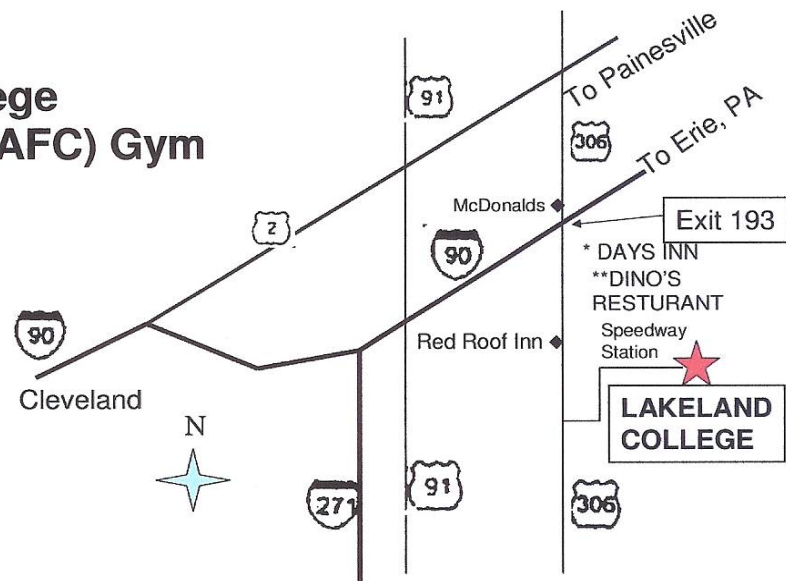 ege
AFC) Gym
91
To Painesville
306
To Erie, PA
McDonalds
2
90
Exit 193
* DAYS INN
**DINO'S
RESTURANT
90
Red Roof Inn
Speedway
Station
Cleveland
LAKELAND
COLLEGE
N
271
91
306